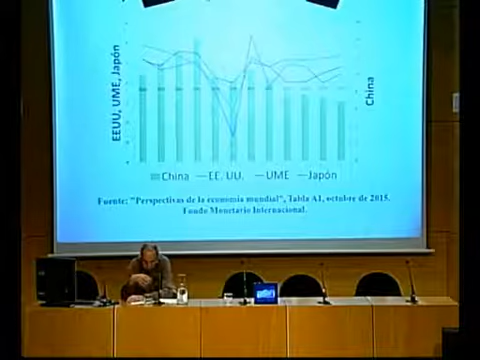 EEUU, UME, Japón
China
China EE. UU. UME Japón
Fuente: "Perspectivas de la economía mundial", Tabla A1, octubre de 2015.
Fondo Monetario Internacional.